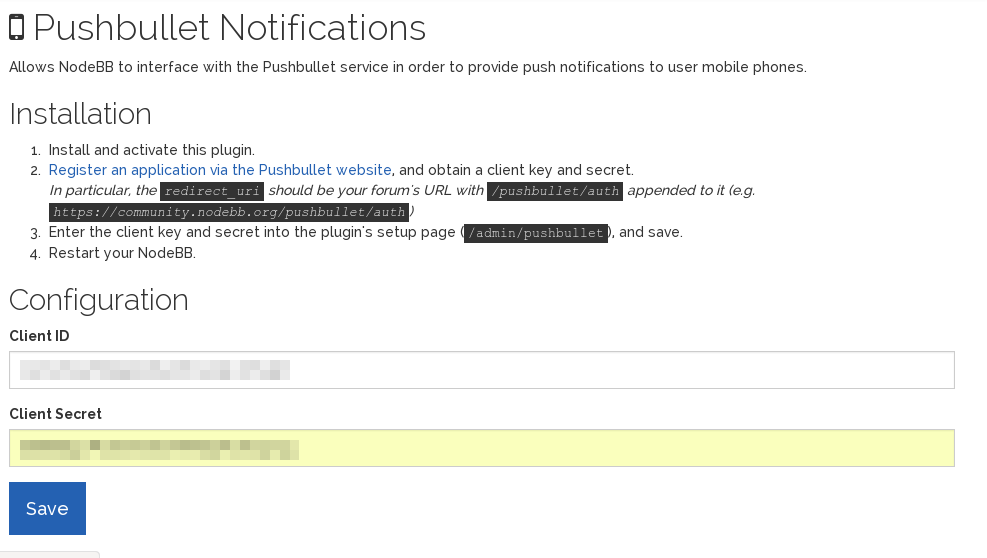 Pushbullet Notifications
Allows NodeBB to interface with the Pushbullet service in order to provide push notifications to user mobile phones.
Installation
1. Install and activate this plugin.
2. Register an application via the Pushbullet website, and obtain a client key and secret.
In particular, the redirect_uri should be your forum's URL with /pushbullet/auth appended to it (e.g.
https://community.nodebb.org/pushbullet/auth)
3. Enter the client key and secret into the plugin's setup page (/admin/pushbullet), and save.
4. Restart your NodeBB.
Configuration
Client ID
Client Secret
Save